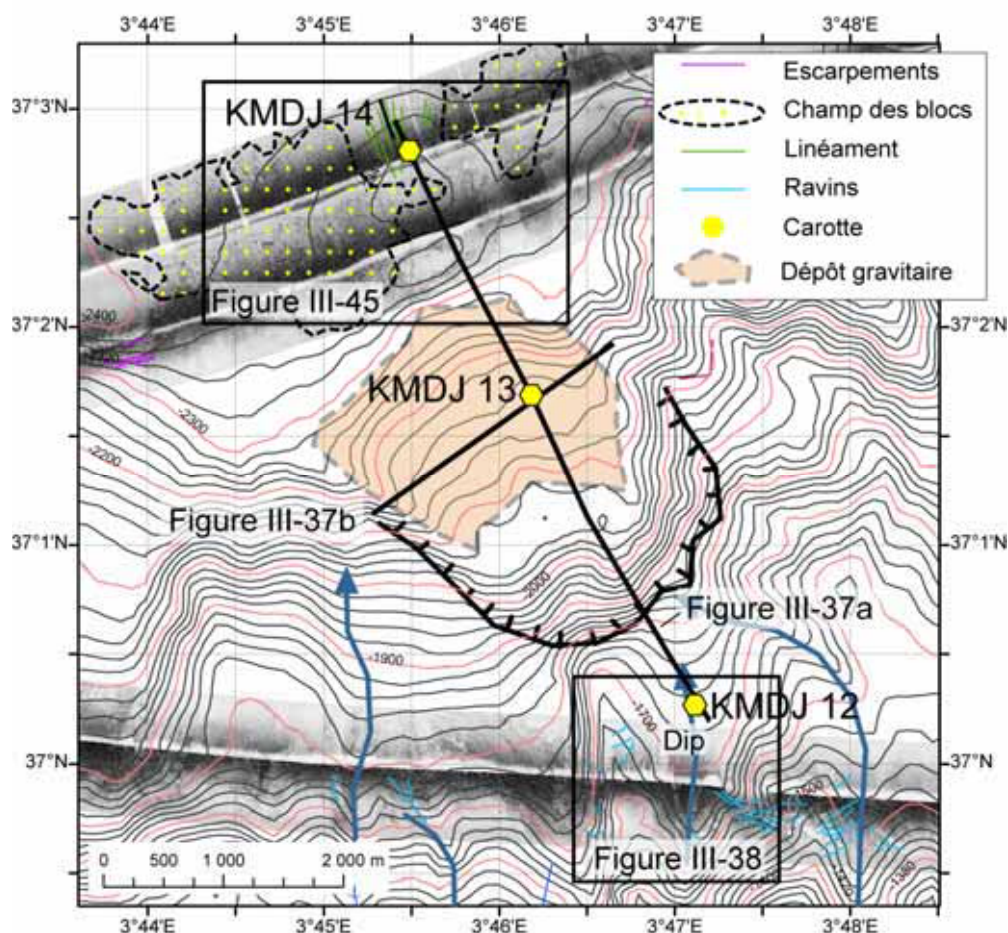 3°44'E 3°45'E 3°46'E 3°47'E 3°48'E
37°3'N
37°2'N
37°1'N
37°N
37°3'N
37°2'N
37°1'N
37°N
Escarpements
Champ des blocs
Linéament
Ravins
Carotte
Dépôt gravitaire
KMDJ 14
Figure III-45
-2400
KMDJ 13
-2300
-2200
Figure III-37b
-2000
Figure III-37a
-1900
KMDJ 12
-1700
Dip
Figure III-38
-1380
0 500 1 000 2 000 m
3°44'E 3°45'E 3°46'E 3°47'E 3°48'E